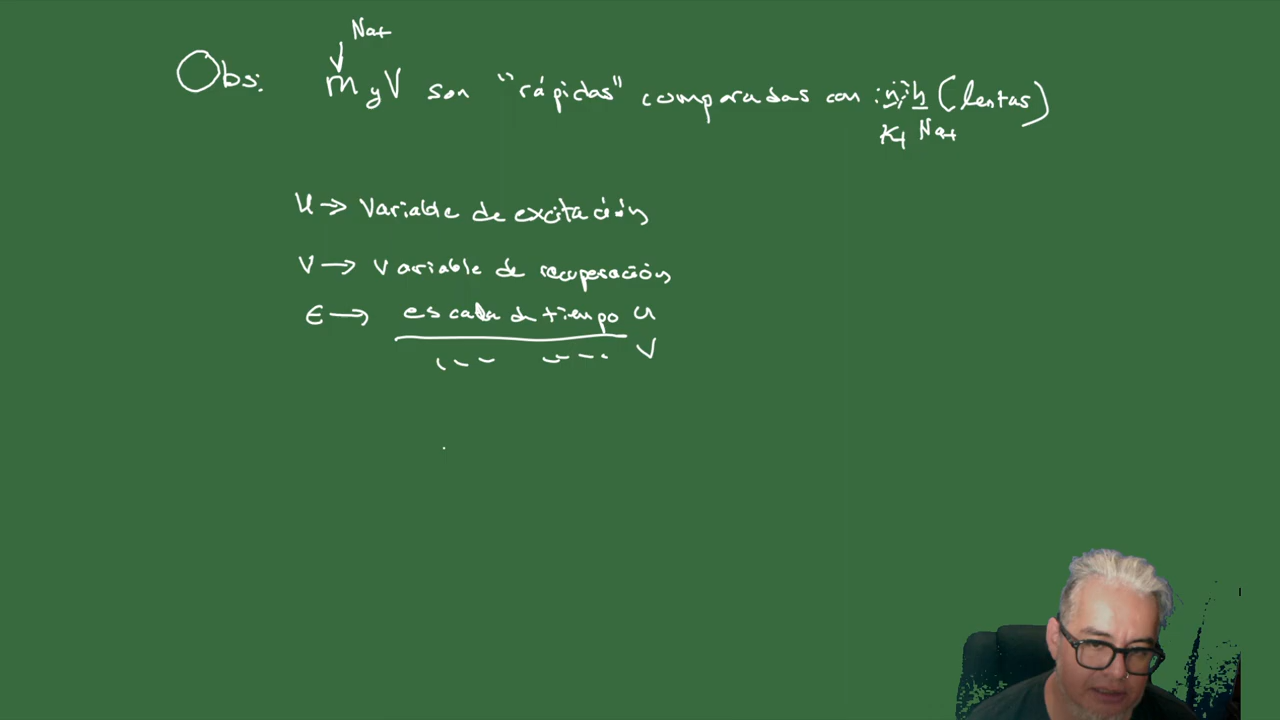 Na+
Obs: m y V son "rápidas" comparadas con n, h (lentas)
K+ Na+
u → Variable de excitación
v → Variable de recuperación
ϵ → escala de tiempo u
v